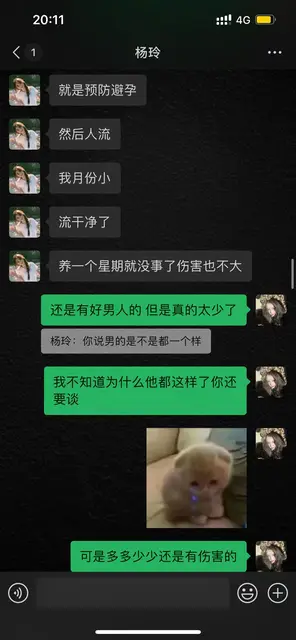 20:11
4G
1
杨玲
就是预防避孕
然后人流
我月份小
流干净了
养一个星期就没事了伤害也不大
还是有好男人的 但是真的太少了
杨玲：你说男的是不是都一个样
我不知道为什么他都这样了你还
要谈
可是多多少少还是有伤害的